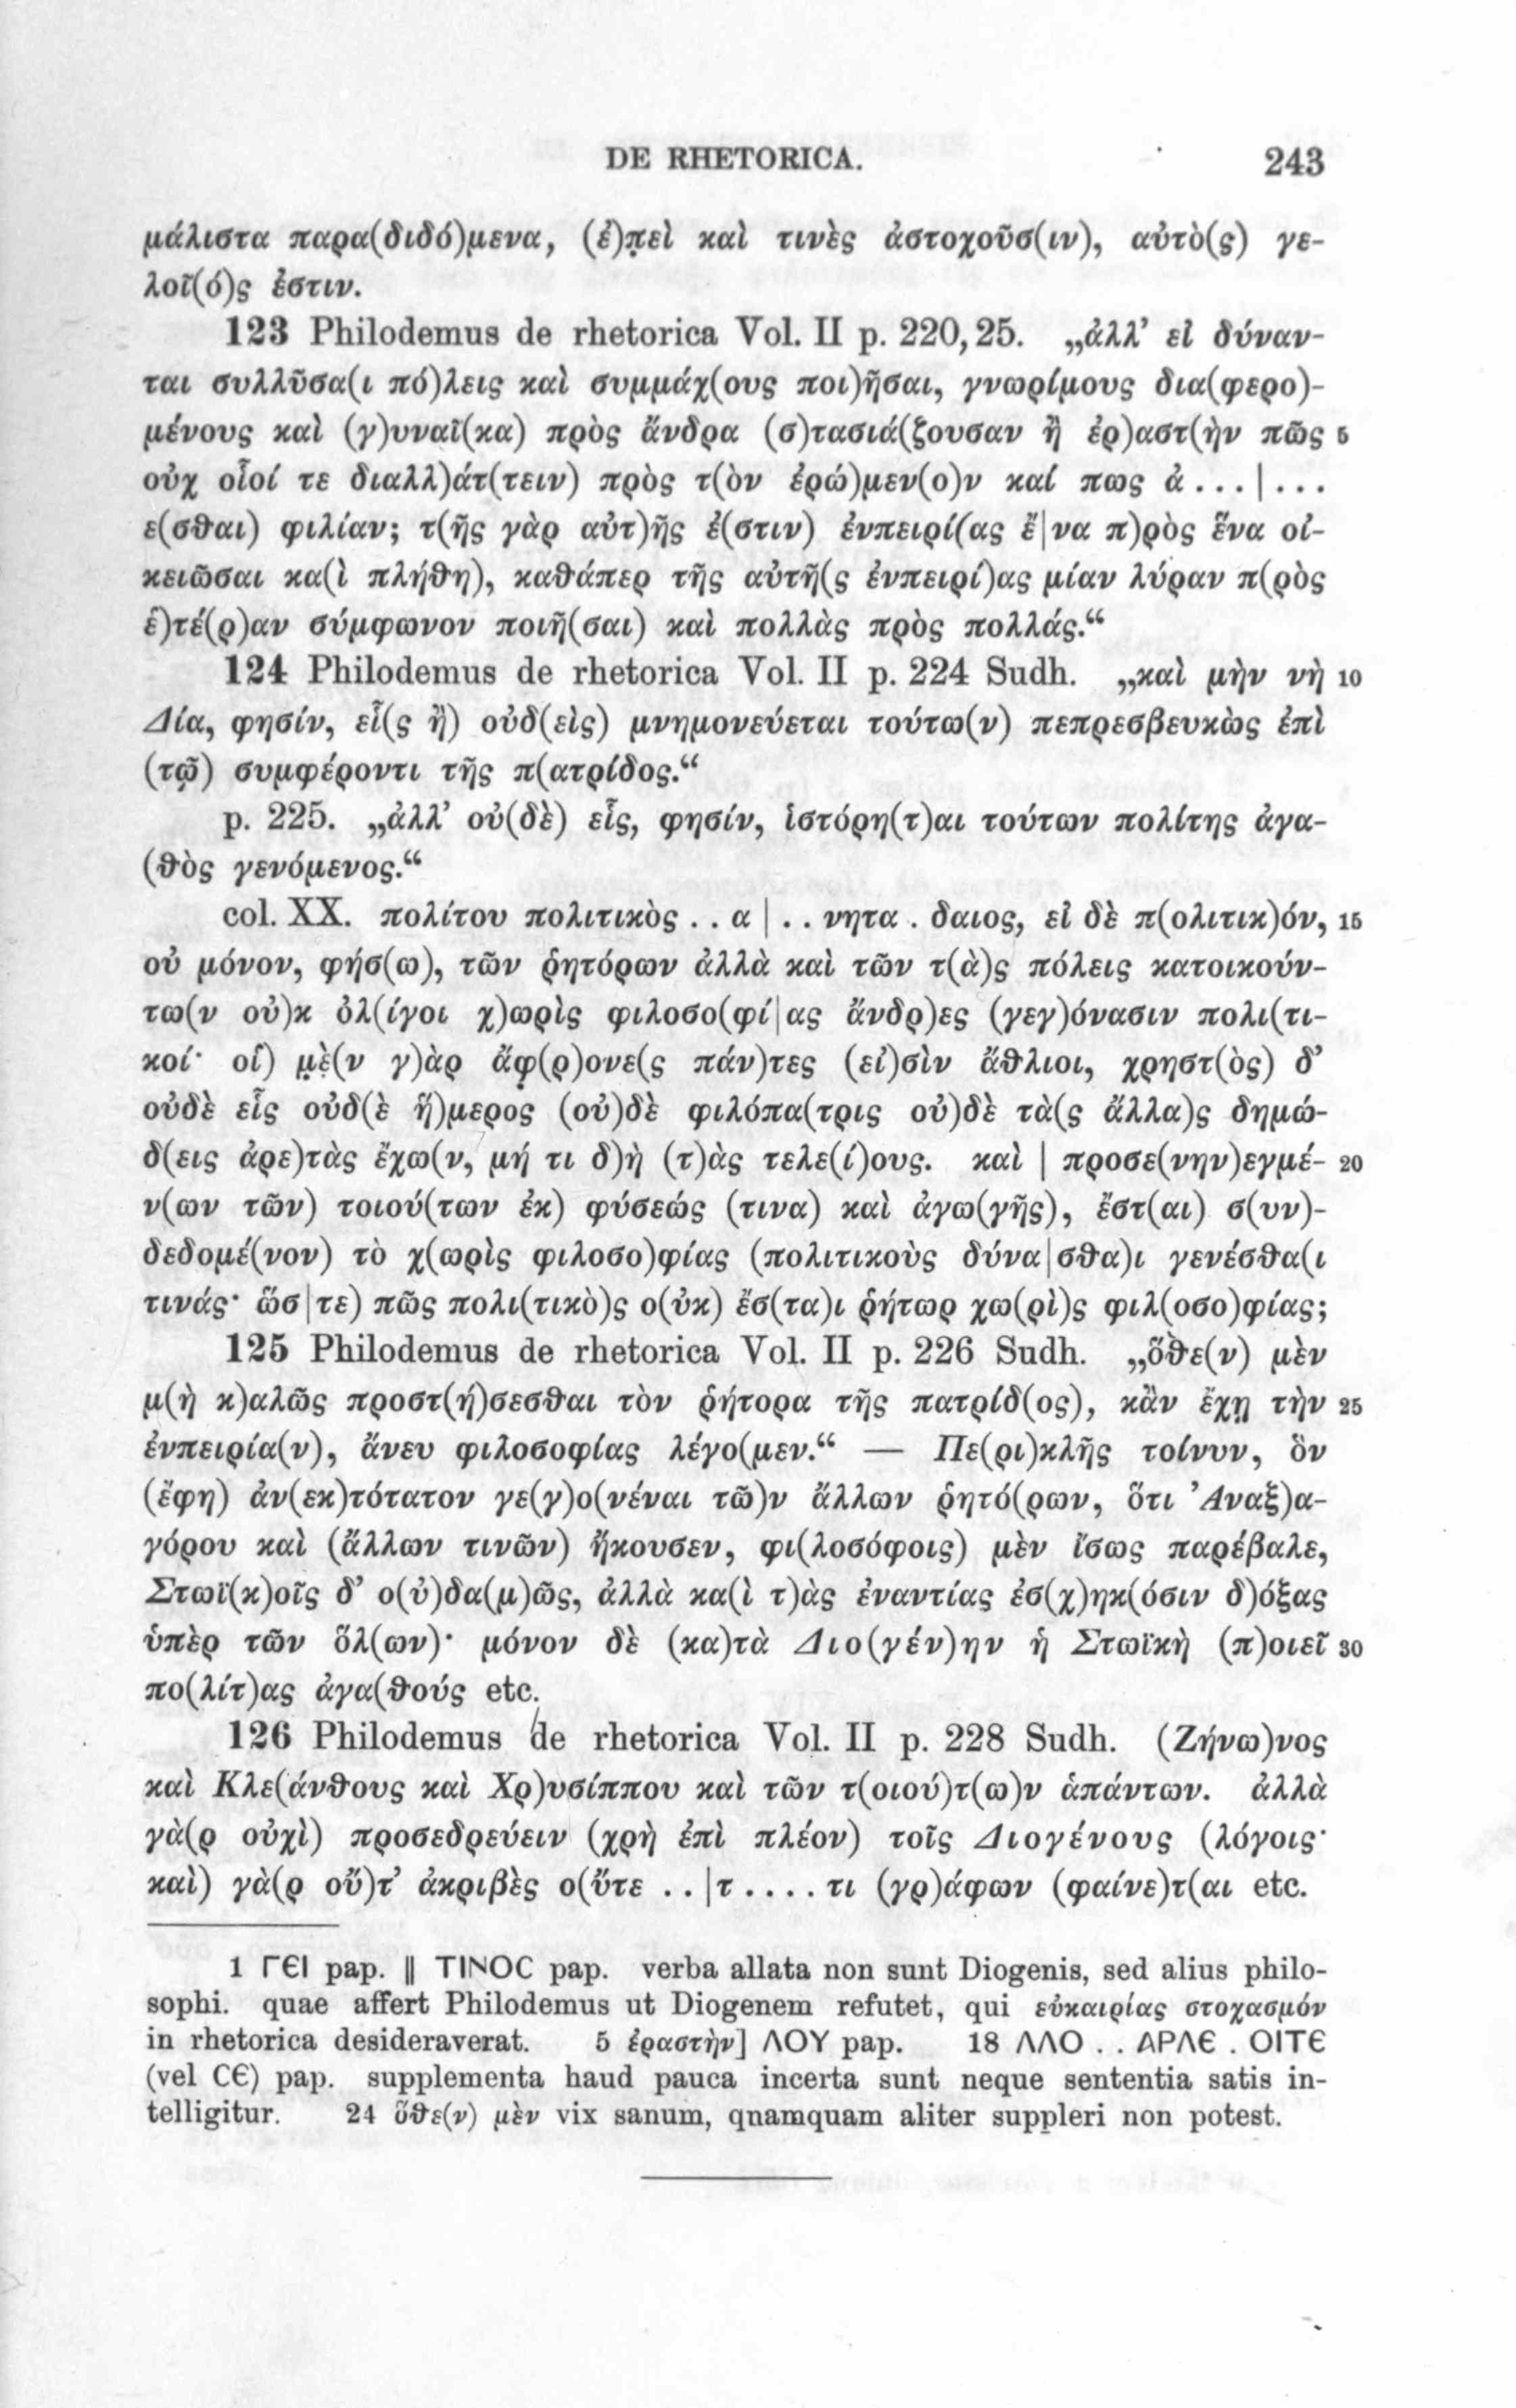 DE RHETORICA. 243
μάλιστα παρα(διδό)μενα, (ἐ)πεὶ καὶ τινὲς ἀστοχοῦσ(ιν), αὐτὸ(ς) γε-
λοῖ(ό)ς ἐστιν.
123 Philodemus de rhetorica Vol. II p. 220, 25. „ἀλλ’ εἰ δύναν-
ται συλλῦσα(ι πό)λεις καὶ συμμάχ(ους ποι)ῆσαι, γνωρίμους δια(φερο)-
μένους καὶ (γ)υναῖ(κα) πρὸς ἄνδρα (σ)τασιά(ζουσαν ἢ ἐρ)αστ(ὴν πῶς 5
οὐχ οἷοί τε διαλλ)άτ(τειν) πρὸς τ(ὸν ἐρώ)μεν(ο)ν καί πως ἀ...|...
ε(σθαι) φιλίαν; τ(ῆς γὰρ αὐτ)ῆς ἐ(στιν) ἐνπειρί(ας ἕ|να π)ρὸς ἕνα οἰ-
κειῶσαι κα(ὶ πλήθη), καθάπερ τῆς αὐτῆ(ς ἐνπειρί)ας μίαν λύραν π(ρὸς
ἑ)τέ(ρ)αν σύμφωνον ποιῆ(σαι) καὶ πολλὰς πρὸς πολλάς.“
124 Philodemus de rhetorica Vol. II p. 224 Sudh. „καὶ μὴν νὴ 10
Δία, φησίν, εἷ(ς ἢ) οὐδ(εὶς) μνημονεύεται τούτω(ν) πεπρεσβευκὼς ἐπὶ
(τῷ) συμφέροντι τῆς π(ατρίδος.“
p. 225. „ἀλλ’ οὐ(δὲ) εἷς, φησίν, ἱστόρη(τ)αι τούτων πολίτης ἀγα-
(θὸς γενόμενος.“
col. XX. πολίτου πολιτικὸς . . α | . . νητα . δαιος, εἰ δὲ π(ολιτικ)όν, 15
οὐ μόνον, φήσ(ω), τῶν ῥητόρων ἀλλὰ καὶ τῶν τ(ὰ)ς πόλεις κατοικούν-
τω(ν οὐ)κ ὀλ(ίγοι χ)ωρὶς φιλοσο(φί|ας ἄνδρ)ες (γεγ)όνασιν πολι(τι-
κοί· οἵ) μὲ(ν γ)ὰρ ἄφ(ρ)ονε(ς πάν)τες (εἰ)σὶν ἄθλιοι, χρηστ(ὸς) δ’
οὐδὲ εἷς οὐδ(ὲ ἥ)μερος (οὐ)δὲ φιλόπα(τρις οὐ)δὲ τὰ(ς ἄλλα)ς δημώ-
δ(εις ἀρε)τὰς ἔχω(ν, μή τι δ)ὴ (τ)ὰς τελε(ί)ους. καὶ | προσε(νην)εγμέ- 20
ν(ων τῶν) τοιού(των ἐκ) φύσεώς (τινα) καὶ ἀγω(γῆς), ἔστ(αι) σ(υν)-
δεδομέ(νον) τὸ χ(ωρὶς φιλοσο)φίας (πολιτικοὺς δύνα|σθα)ι γενέσθα(ι
τινάς· ὥσ|τε) πῶς πολι(τικὸ)ς ο(ὐκ) ἔσ(τα)ι ῥήτωρ χω(ρὶ)ς φιλ(οσο)φίας;
125 Philodemus de rhetorica Vol. II p. 226 Sudh. „ὅθε(ν) μὲν
μ(ὴ κ)αλῶς προστ(ή)σεσθαι τὸν ῥήτορα τῆς πατρίδ(ος), κἂν ἔχῃ τὴν 25
ἐνπειρία(ν), ἄνευ φιλοσοφίας λέγο(μεν.“ — Πε(ρι)κλῆς τοίνυν, ὃν
(ἔφη) ἀν(εκ)τότατον γε(γ)ο(νέναι τῶ)ν ἄλλων ῥητό(ρων, ὅτι Ἀναξ)α-
γόρου καὶ (ἄλλων τινῶν) ἤκουσεν, φι(λοσόφοις) μὲν ἴσως παρέβαλε,
Στωϊ(κ)οῖς δ’ ο(ὐ)δα(μ)ῶς, ἀλλὰ κα(ὶ τ)ὰς ἐναντίας ἐσ(χ)ηκ(όσιν δ)όξας
ὑπὲρ τῶν ὅλ(ων)· μόνον δὲ (κα)τὰ Διο(γέν)ην ἡ Στωϊκὴ (π)οιεῖ 30
πο(λίτ)ας ἀγα(θούς etc.
126 Philodemus de rhetorica Vol. II p. 228 Sudh. (Ζήνω)νος
καὶ Κλε(άνθους καὶ Χρ)υσίππου καὶ τῶν τ(οιού)τ(ω)ν ἁπάντων. ἀλλὰ
γὰ(ρ οὐχὶ) προσεδρεύειν (χρὴ ἐπὶ πλέον) τοῖς Διογένους (λόγοις·
καὶ) γὰ(ρ οὔ)τ’ ἀκριβὲς ο(ὔτε . . |τ . . . . τι (γρ)άφων (φαίνε)τ(αι etc.
1 ΓЄΙ pap. || ΤΙΝΟC pap. verba allata non sunt Diogenis, sed alius philo-
sophi. quae affert Philodemus ut Diogenem refutet, qui εὐκαιρίας στοχασμόν
in rhetorica desideraverat. 5 ἐραστὴν] ΛΟΥ pap. 18 ΛΛΟ . . ΑΡΛЄ . ΟΙΤЄ
(vel CЄ) pap. supplementa haud pauca incerta sunt neque sententia satis in-
telligitur. 24 ὅθε(ν) μὲν vix sanum, quamquam aliter suppleri non potest.